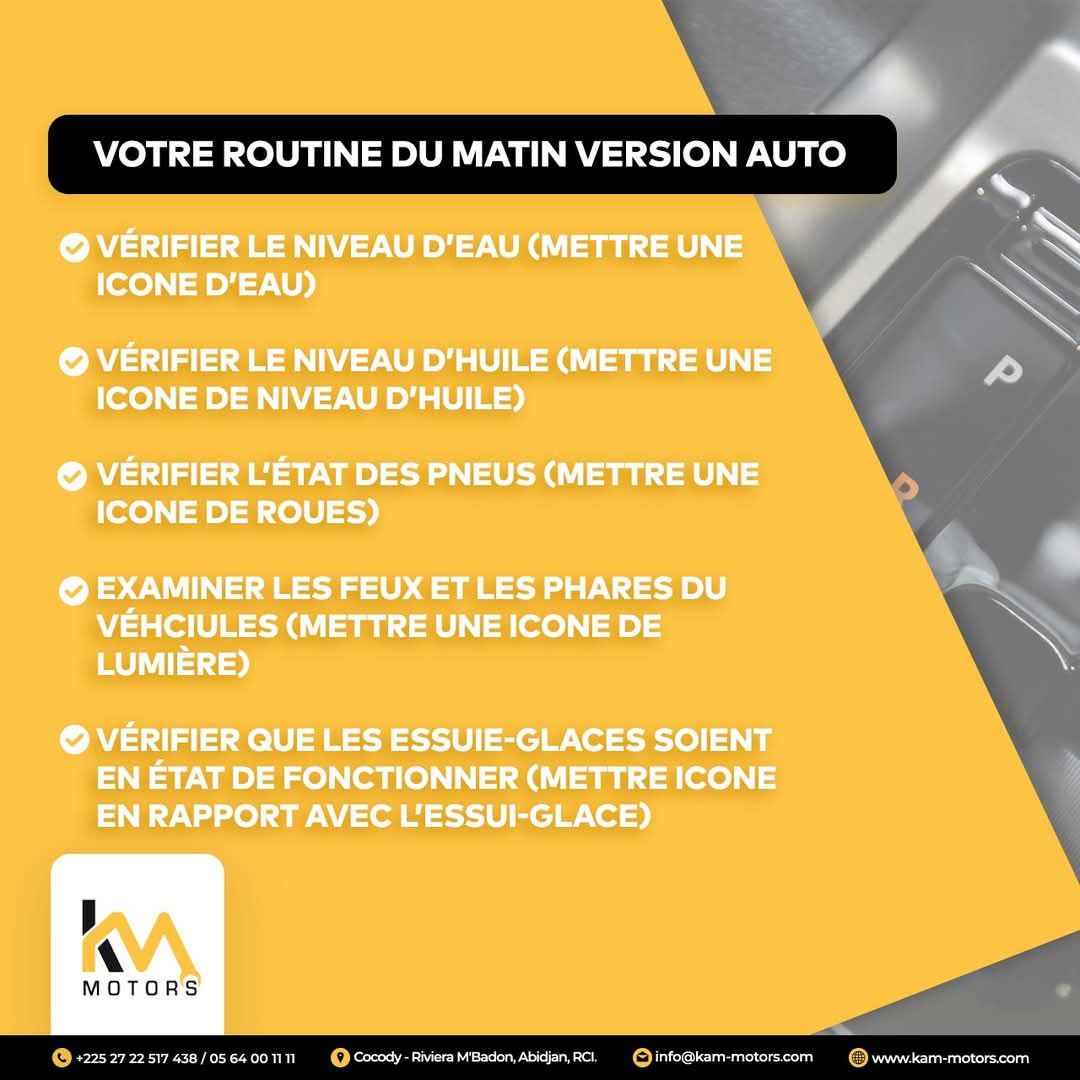 VOTRE ROUTINE DU MATIN VERSION AUTO
VÉRIFIER LE NIVEAU D'EAU (METTRE UNE
ICONE D'EAU)
VÉRIFIER LE NIVEAU D'HUILE (METTRE UNE
ICONE DE NIVEAU D'HUILE)
VÉRIFIER L'ÉTAT DES PNEUS (METTRE UNE
ICONE DE ROUES)
EXAMINER LES FEUX ET LES PHARES DU
VÉHCIULES (METTRE UNE ICONE DE
LUMIÈRE)
VÉRIFIER QUE LES ESSUIE-GLACES SOIENT
EN ÉTAT DE FONCTIONNER (METTRE ICONE
EN RAPPORT AVEC L'ESSUI-GLACE)
P
R
KM
MOTORS
+225 27 22 517 438 / 05 64 00 11 11
Cocody - Riviera M'Badon, Abidjan, RCI.
info@kam-motors.com
www.kam-motors.com